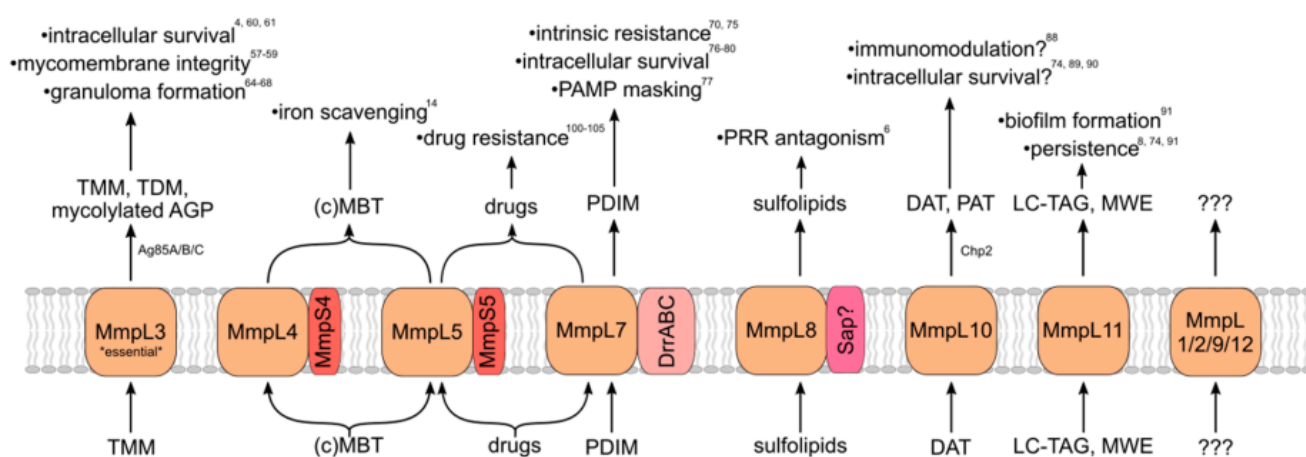 •intracellular survival4, 60, 61
•mycomembrane integrity57-59
•granuloma formation64-68
•iron scavenging14
•drug resistance100-105
•intrinsic resistance70, 75
•intracellular survival76-80
•PAMP masking77
•PRR antagonism6
•immunomodulation?88
•intracellular survival?74, 89, 90
•biofilm formation91
•persistence8, 74, 91
TMM, TDM,
mycolylated AGP
(c)MBT
drugs
PDIM
sulfolipids
DAT, PAT
LC-TAG, MWE
???
Ag85A/B/C
Chp2
MmpL3
*essential*
MmpL4
MmpS4
MmpL5
MmpS5
MmpL7
DrrABC
MmpL8
Sap?
MmpL10
MmpL11
MmpL
1/2/9/12
TMM
(c)MBT
drugs
PDIM
sulfolipids
DAT
LC-TAG, MWE
???